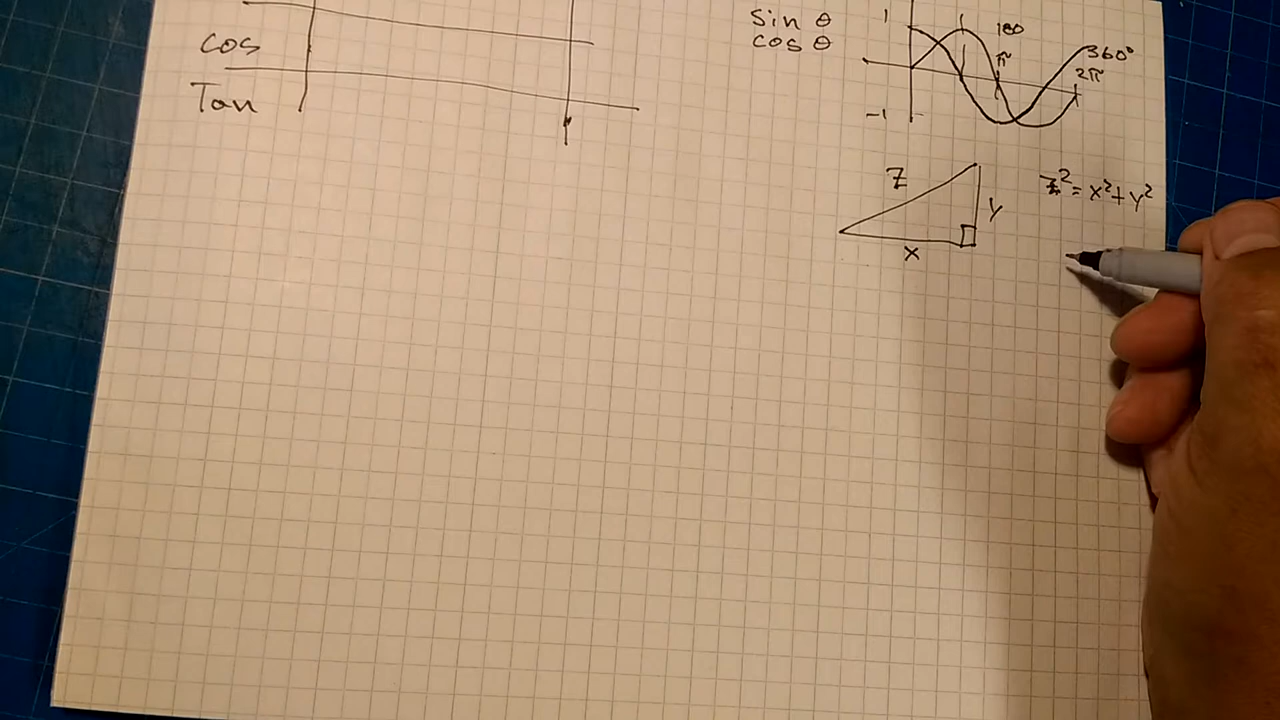 cos
Tan
sin θ
cos θ
1
180
π
360°
2π
-1
z
y
x
z² = x² + y²